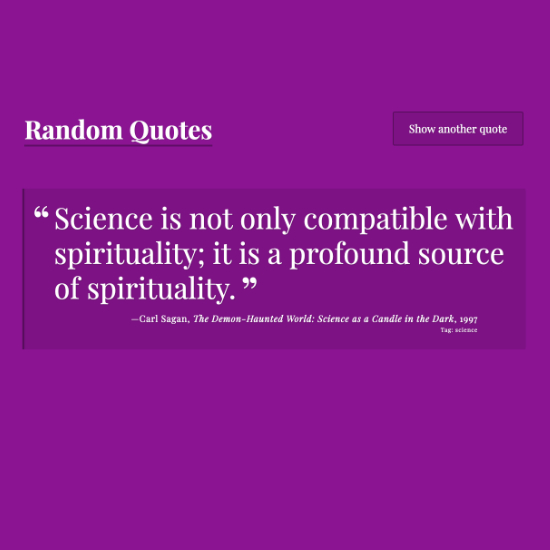 Random Quotes
Show another quote
“ Science is not only compatible with
spirituality; it is a profound source
of spirituality. ”
—Carl Sagan, The Demon-Haunted World: Science as a Candle in the Dark, 1997
Tag: science